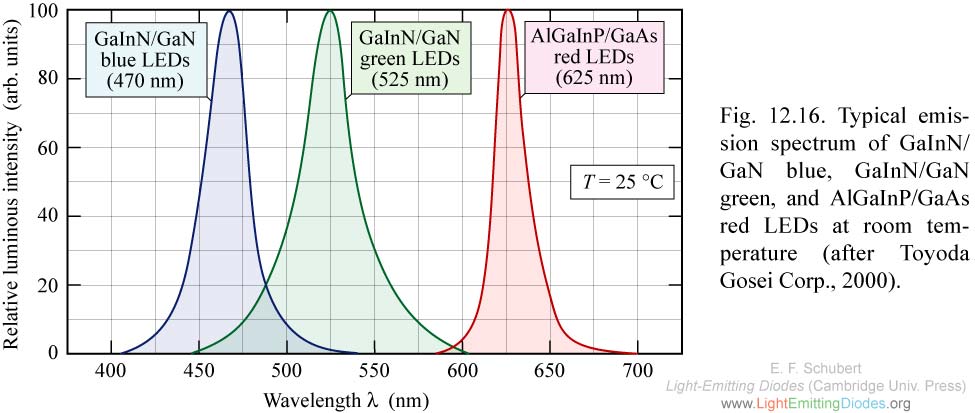 Relative luminous intensity (arb. units)
100
80
60
40
20
0
GaInN/GaN
blue LEDs
(470 nm)
GaInN/GaN
green LEDs
(525 nm)
AlGaInP/GaAs
red LEDs
(625 nm)
T = 25 °C
400 450 500 550 600 650 700
Wavelength λ (nm)
Fig. 12.16. Typical emis-
sion spectrum of GaInN/
GaN blue, GaInN/GaN
green, and AlGaInP/GaAs
red LEDs at room tem-
perature (after Toyoda
Gosei Corp., 2000).
E. F. Schubert
Light-Emitting Diodes (Cambridge Univ. Press)
www.LightEmittingDiodes.org